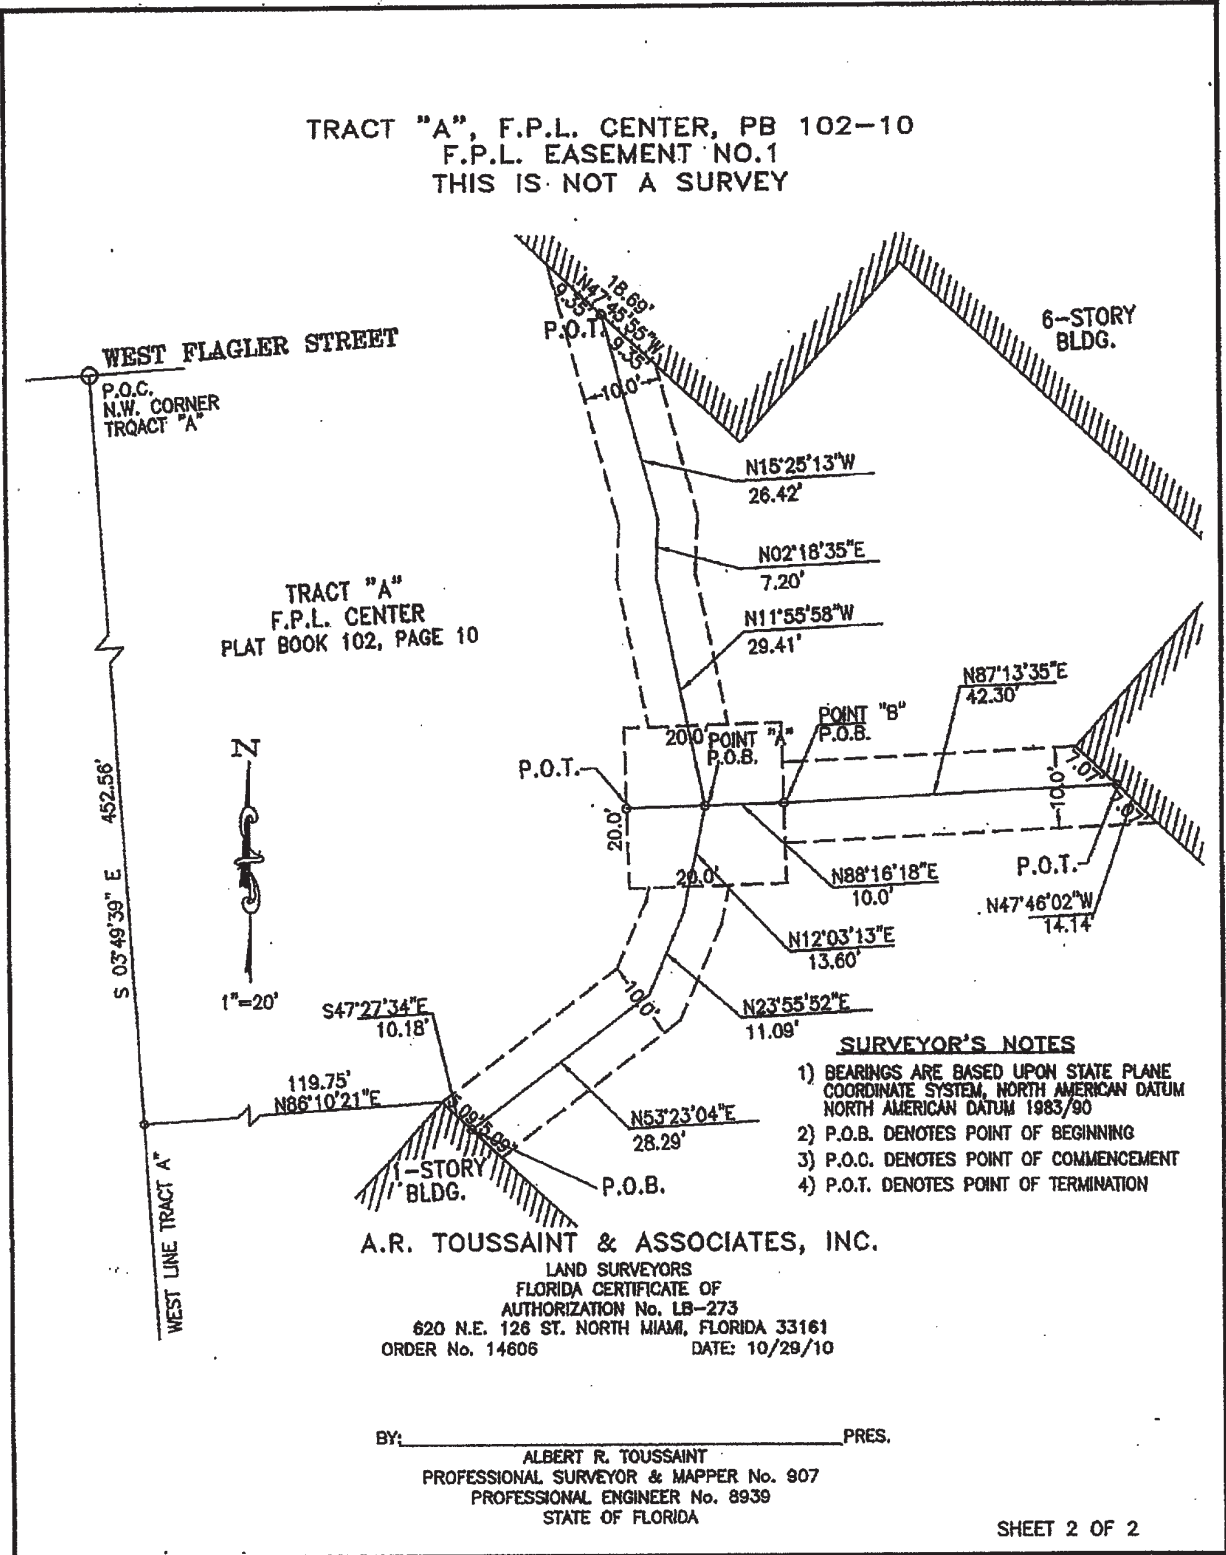 TRACT "A", F.P.L. CENTER, PB 102-10
F.P.L. EASEMENT NO.1
THIS IS NOT A SURVEY
18.69'
N47°45'55"W
9.35'
9.35'
P.O.T.
10.0'
6-STORY
BLDG.
WEST FLAGLER STREET
P.O.C.
N.W. CORNER
TRQACT "A"
N15°25'13"W
26.42'
N02°18'35"E
7.20'
TRACT "A"
F.P.L. CENTER
PLAT BOOK 102, PAGE 10
N11°55'58"W
29.41'
N87°13'35"E
42.30'
POINT "B"
P.O.B.
20.0'
POINT "A"
P.O.B.
P.O.T.
20.0'
20.0'
7.07'
10.0'
P.O.T.
N88°16'18"E
10.0'
N47°46'02"W
14.14'
N12°03'13"E
13.60'
S 03°49'39" E 452.56'
N
1"=20'
10.0'
N23°55'52"E
11.09'
S47°27'34"E
10.18'
119.75'
N86°10'21"E
5.09'
5.09'
N53°23'04"E
28.29'
1-STORY
BLDG.
P.O.B.
WEST LINE TRACT A"
SURVEYOR'S NOTES
1) BEARINGS ARE BASED UPON STATE PLANE
COORDINATE SYSTEM, NORTH AMERICAN DATUM
NORTH AMERICAN DATUM 1983/90
2) P.O.B. DENOTES POINT OF BEGINNING
3) P.O.C. DENOTES POINT OF COMMENCEMENT
4) P.O.T. DENOTES POINT OF TERMINATION
A.R. TOUSSAINT & ASSOCIATES, INC.
LAND SURVEYORS
FLORIDA CERTIFICATE OF
AUTHORIZATION No. LB-273
620 N.E. 126 ST. NORTH MIAMI, FLORIDA 33161
ORDER No. 14606 DATE: 10/29/10
BY: PRES.
ALBERT R. TOUSSAINT
PROFESSIONAL SURVEYOR & MAPPER No. 907
PROFESSIONAL ENGINEER No. 8939
STATE OF FLORIDA
SHEET 2 OF 2